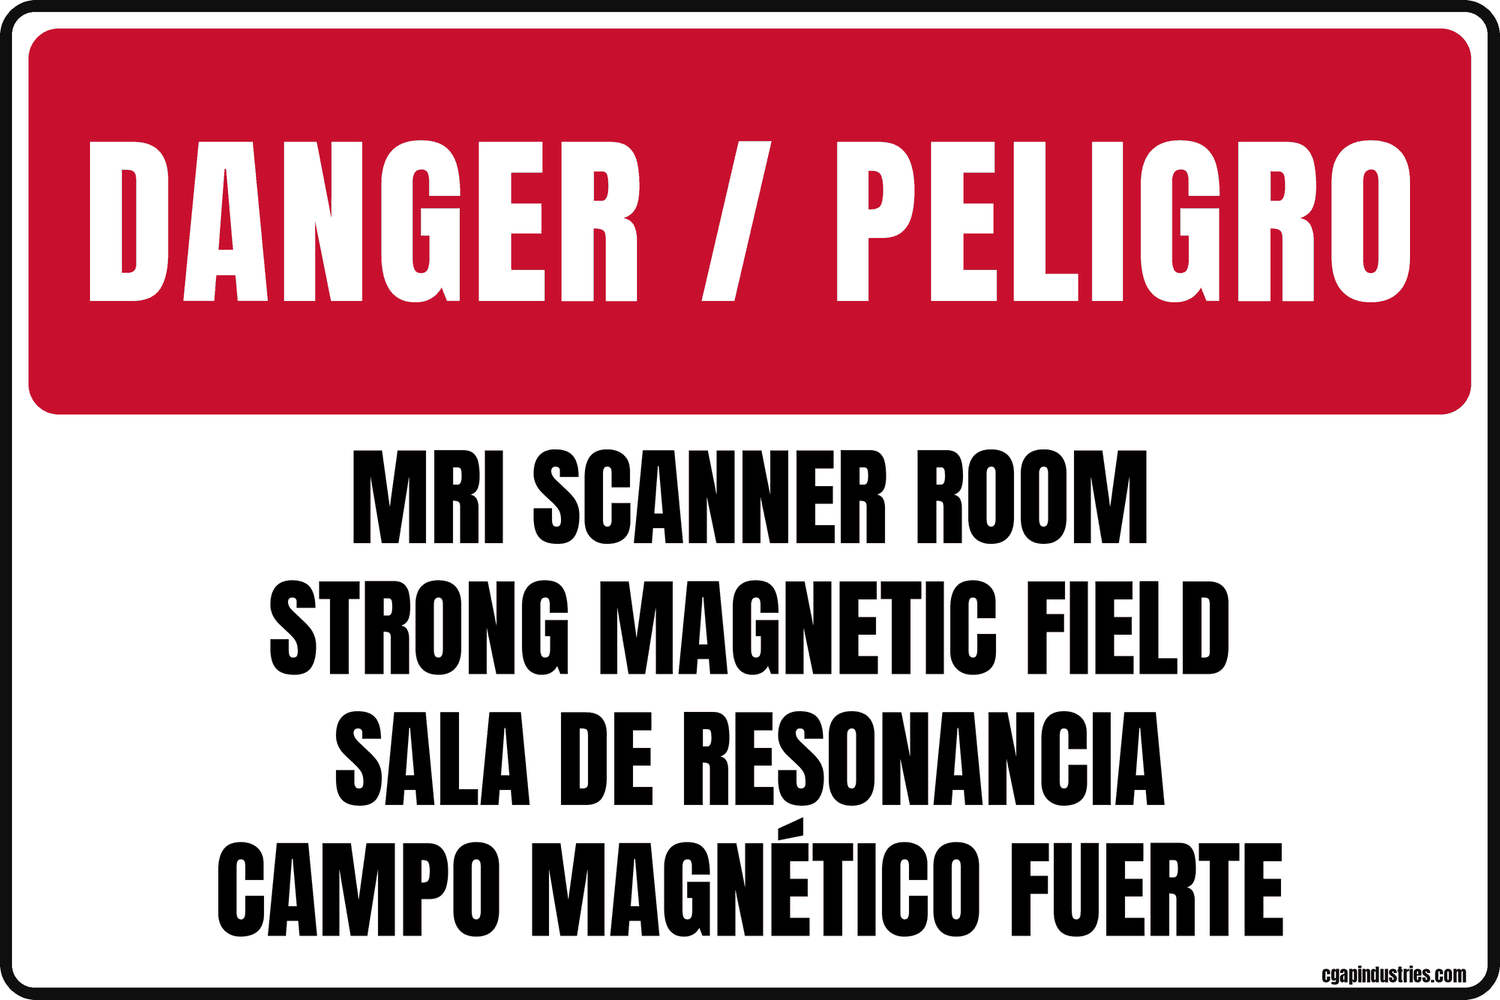 DANGER / PELIGRO
MRI SCANNER ROOM
STRONG MAGNETIC FIELD
SALA DE RESONANCIA
CAMPO MAGNÉTICO FUERTE
cgapindustries.com